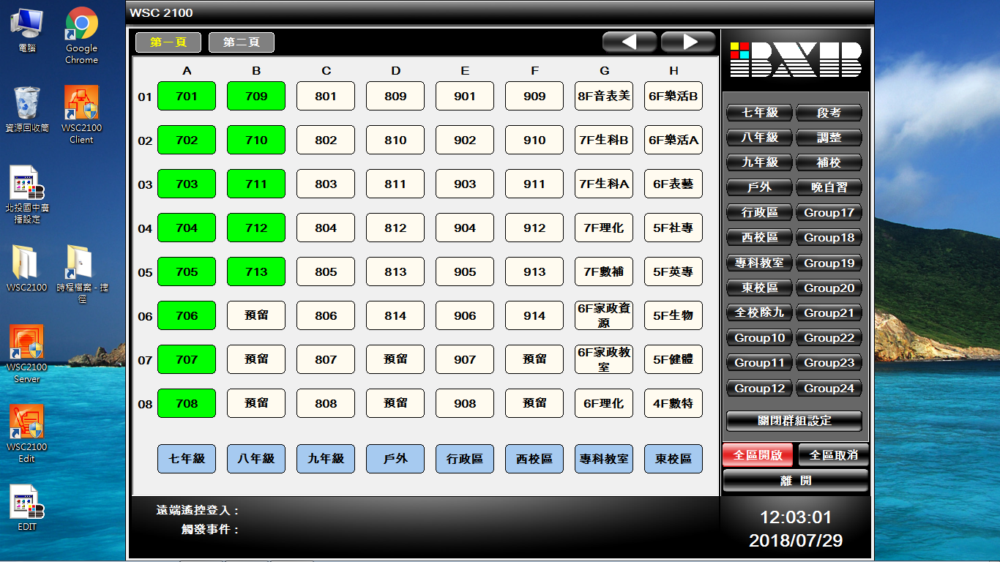 電腦
Google
Chrome
資源回收筒
WSC2100
Client
北投國中廣
播設定
WSC2100
時程檔案 - 捷
徑
WSC2100
Server
WSC2100
Edit
EDIT
WSC 2100
第一頁 第二頁
A B C D E F G H
01 701 709 801 809 901 909 8F音表美 6F樂活B
02 702 710 802 810 902 910 7F生科B 6F樂活A
03 703 711 803 811 903 911 7F生科A 6F表藝
04 704 712 804 812 904 912 7F理化 5F社專
05 705 713 805 813 905 913 7F數補 5F英專
06 706 預留 806 814 906 914 6F家政資
源 5F生物
07 707 預留 807 預留 907 預留 6F家政教
室 5F健體
08 708 預留 808 預留 908 預留 6F理化 4F數特
七年級 八年級 九年級 戶外 行政區 西校區 專科教室 東校區
遠端遙控登入：
觸發事件：
BXB
七年級 段考
八年級 調整
九年級 補校
戶外 晚自習
行政區 Group17
西校區 Group18
專科教室 Group19
東校區 Group20
全校除九 Group21
Group10 Group22
Group11 Group23
Group12 Group24
關閉群組設定
全區開啟 全區取消
離 開
12:03:01
2018/07/29